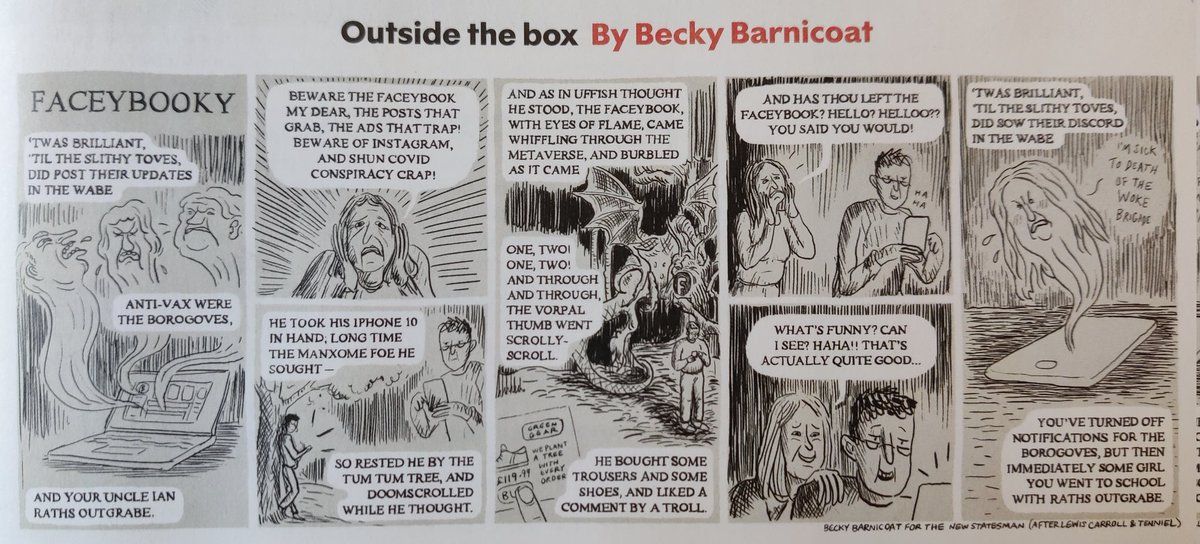 Outside the box By Becky Barnicoat
FACEYBOOKY
'TWAS BRILLIANT,
'TIL THE SLITHY TOVES,
DID POST THEIR UPDATES
IN THE WABE
ANTI-VAX WERE
THE BOROGOVES,
AND YOUR UNCLE IAN
RATHS OUTGRABE.
BEWARE THE FACEYBOOK
MY DEAR, THE POSTS THAT
GRAB, THE ADS THAT TRAP!
BEWARE OF INSTAGRAM,
AND SHUN COVID
CONSPIRACY CRAP!
HE TOOK HIS IPHONE 10
IN HAND, LONG TIME
THE MANXOME FOE HE
SOUGHT —
SO RESTED HE BY THE
TUM TUM TREE, AND
DOOMSCROLLED
WHILE HE THOUGHT.
AND AS IN UFFISH THOUGHT
HE STOOD, THE FACEYBOOK,
WITH EYES OF FLAME, CAME
WHIFFLING THROUGH THE
METAVERSE, AND BURBLED
AS IT CAME
ONE, TWO!
ONE, TWO!
AND THROUGH
AND THROUGH,
THE VORPAL
THUMB WENT
SCROLLY-
SCROLL.
F
GREEN
GEAR
WE PLANT
A TREE
WITH
EVERY
ORDER
£119.99
HE BOUGHT SOME
TROUSERS AND SOME
SHOES, AND LIKED A
COMMENT BY A TROLL.
AND HAS THOU LEFT THE
FACEYBOOK? HELLO? HELLOO??
YOU SAID YOU WOULD!
HA
HA
WHAT'S FUNNY? CAN
I SEE? HAHA!! THAT'S
ACTUALLY QUITE GOOD...
'TWAS BRILLIANT,
'TIL THE SLITHY TOVES,
DID SOW THEIR DISCORD
IN THE WABE
I'M SICK
TO DEATH
OF THE
WOKE
BRIGADE
YOU'VE TURNED OFF
NOTIFICATIONS FOR THE
BOROGOVES, BUT THEN
IMMEDIATELY SOME GIRL
YOU WENT TO SCHOOL
WITH RATHS OUTGRABE.
BECKY BARNICOAT FOR THE NEW STATESMAN (AFTER LEWIS CARROLL & TENNIEL)